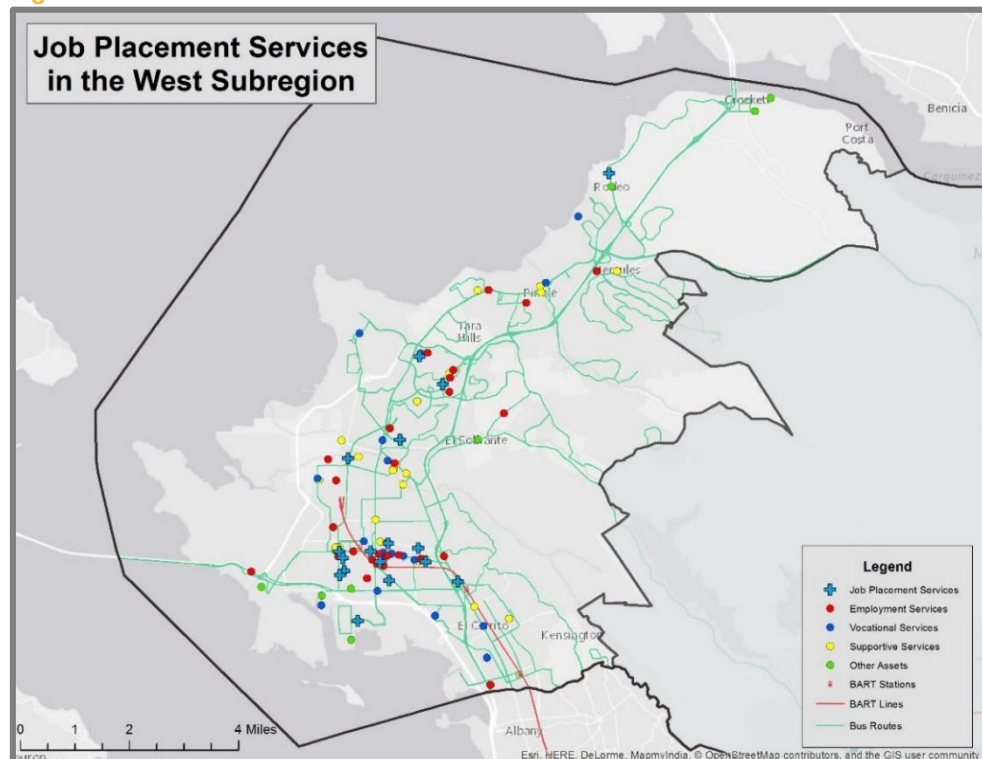 Job Placement Services
in the West Subregion
Crockett
Benicia
Port
Costa
Carquinez
Rodeo
Hercules
Pinole
Tara
Hills
El Sobrante
El Cerrito
Kensington
Albany
Legend
Job Placement Services
Employment Services
Vocational Services
Supportive Services
Other Assets
BART Stations
BART Lines
Bus Routes
0 1 2 4 Miles
Esri, HERE, DeLorme, MapmyIndia, © OpenStreetMap contributors, and the GIS user community